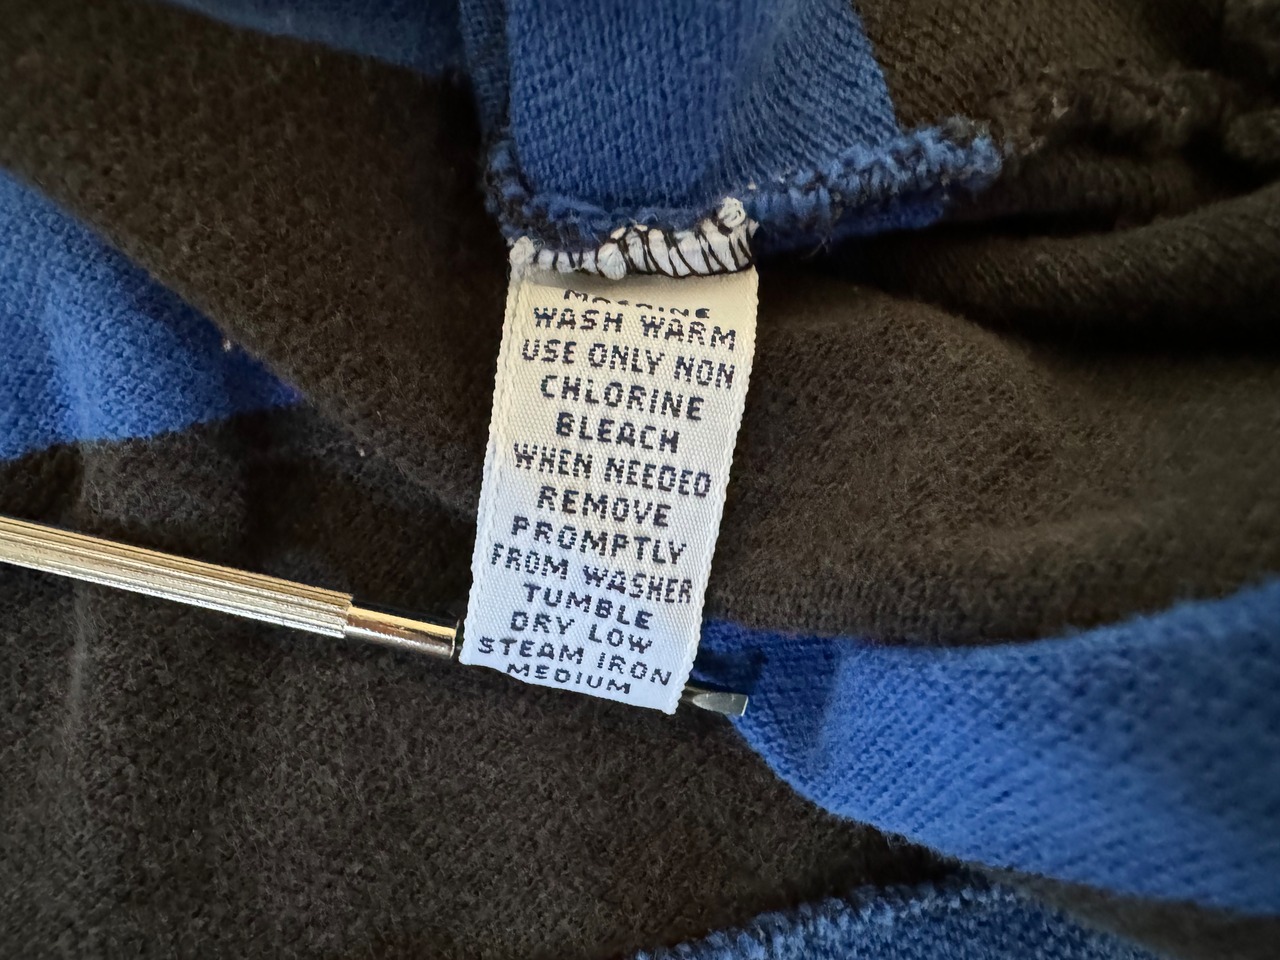 MACHINE
WASH WARM
USE ONLY NON
CHLORINE
BLEACH
WHEN NEEDED
REMOVE
PROMPTLY
FROM WASHER
TUMBLE
DRY LOW
STEAM IRON
MEDIUM